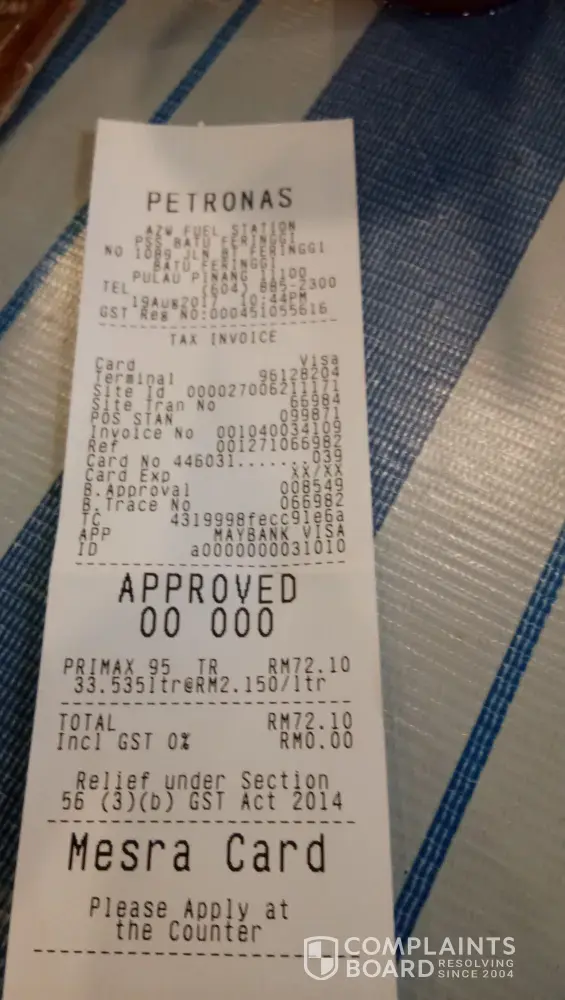 PETRONAS
AZW FUEL STATION
PSS BATU FERINGGI
NO 1089 JLN BT FERINGGI
BATU FERINGGI
PULAU PINANG 11100
TEL (604) 885-2300
19Aug2017 10:44PM
GST Reg NO:000451055616
TAX INVOICE
Card Visa
Terminal 96128204
Site Id 000027006211171
Site Tran No 66984
POS STAN 099871
Invoice No 001040034109
Ref 001271066982
Card No 446031.......039
Card Exp XX/XX
B.Approval 008549
B.Trace No 066982
TC 4319998fecc91e6a
APP MAYBANK VISA
ID a0000000031010
APPROVED
00 000
PRIMAX 95 TR RM72.10
33.535ltr@RM2.150/ltr
TOTAL RM72.10
Incl GST 0% RM0.00
Relief under Section
56 (3)(b) GST Act 2014
Mesra Card
Please Apply at
the Counter
COMPLAINTS
BOARD RESOLVING
SINCE 2004